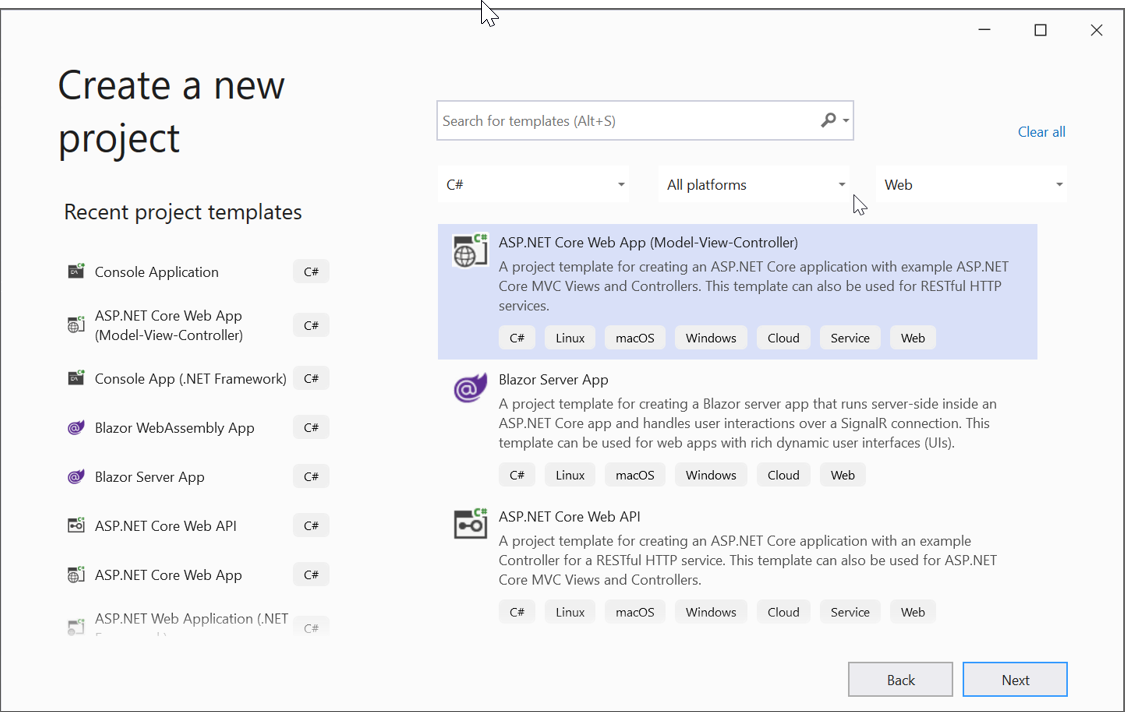 Create a new
project
Search for templates (Alt+S)
Clear all
C#
All platforms
Web
Recent project templates
Console Application
C#
ASP.NET Core Web App
(Model-View-Controller)
C#
Console App (.NET Framework)
C#
Blazor WebAssembly App
C#
Blazor Server App
C#
ASP.NET Core Web API
C#
ASP.NET Core Web App
C#
ASP.NET Web Application (.NET
C#
ASP.NET Core Web App (Model-View-Controller)
A project template for creating an ASP.NET Core application with example ASP.NET
Core MVC Views and Controllers. This template can also be used for RESTful HTTP
services.
C# Linux macOS Windows Cloud Service Web
Blazor Server App
A project template for creating a Blazor server app that runs server-side inside an
ASP.NET Core app and handles user interactions over a SignalR connection. This
template can be used for web apps with rich dynamic user interfaces (UIs).
C# Linux macOS Windows Cloud Web
ASP.NET Core Web API
A project template for creating an ASP.NET Core application with an example
Controller for a RESTful HTTP service. This template can also be used for ASP.NET
Core MVC Views and Controllers.
C# Linux macOS Windows Cloud Service Web
Back
Next